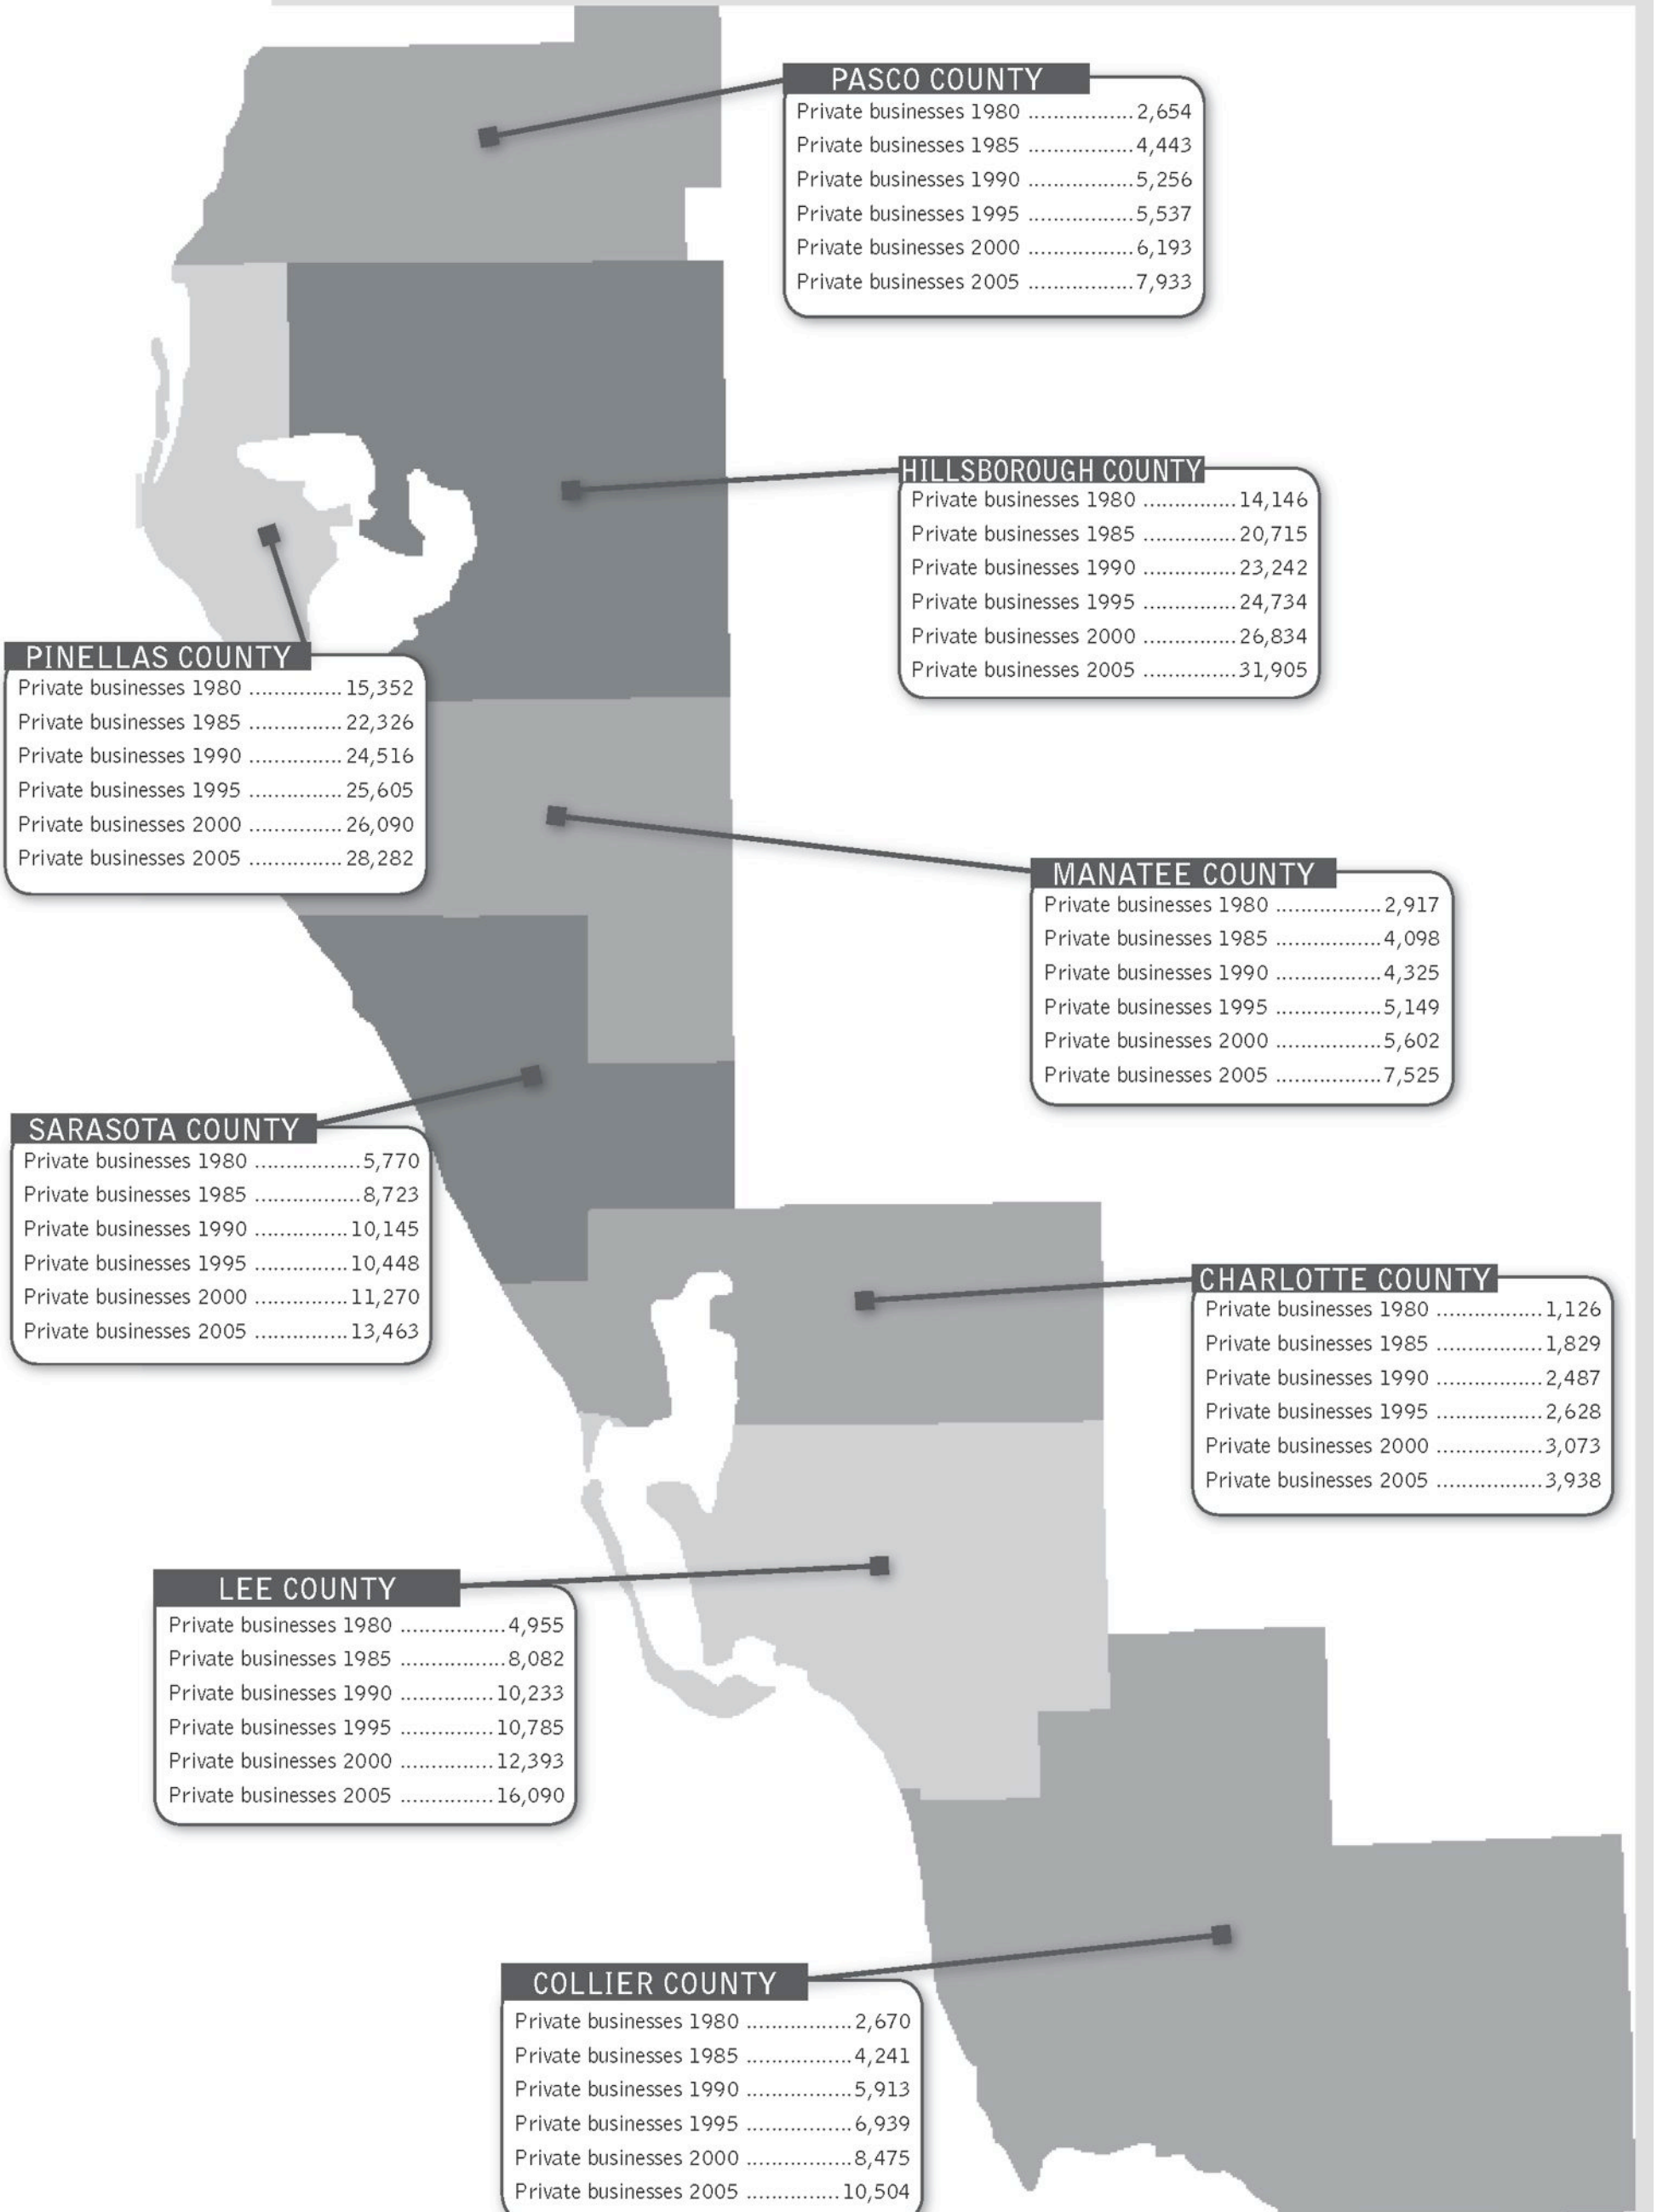 PASCO COUNTY
Private businesses 1980 .................2,654
Private businesses 1985 .................4,443
Private businesses 1990 .................5,256
Private businesses 1995 .................5,537
Private businesses 2000 .................6,193
Private businesses 2005 .................7,933
HILLSBOROUGH COUNTY
Private businesses 1980 ...............14,146
Private businesses 1985 ...............20,715
Private businesses 1990 ...............23,242
Private businesses 1995 ...............24,734
Private businesses 2000 ...............26,834
Private businesses 2005 ...............31,905
PINELLAS COUNTY
Private businesses 1980 ...............15,352
Private businesses 1985 ...............22,326
Private businesses 1990 ...............24,516
Private businesses 1995 ...............25,605
Private businesses 2000 ...............26,090
Private businesses 2005 ...............28,282
MANATEE COUNTY
Private businesses 1980 .................2,917
Private businesses 1985 .................4,098
Private businesses 1990 .................4,325
Private businesses 1995 .................5,149
Private businesses 2000 .................5,602
Private businesses 2005 .................7,525
SARASOTA COUNTY
Private businesses 1980 .................5,770
Private businesses 1985 .................8,723
Private businesses 1990 ...............10,145
Private businesses 1995 ...............10,448
Private businesses 2000 ...............11,270
Private businesses 2005 ...............13,463
CHARLOTTE COUNTY
Private businesses 1980 .................1,126
Private businesses 1985 .................1,829
Private businesses 1990 .................2,487
Private businesses 1995 .................2,628
Private businesses 2000 .................3,073
Private businesses 2005 .................3,938
LEE COUNTY
Private businesses 1980 .................4,955
Private businesses 1985 .................8,082
Private businesses 1990 ...............10,233
Private businesses 1995 ...............10,785
Private businesses 2000 ...............12,393
Private businesses 2005 ...............16,090
COLLIER COUNTY
Private businesses 1980 .................2,670
Private businesses 1985 .................4,241
Private businesses 1990 .................5,913
Private businesses 1995 .................6,939
Private businesses 2000 .................8,475
Private businesses 2005 ...............10,504